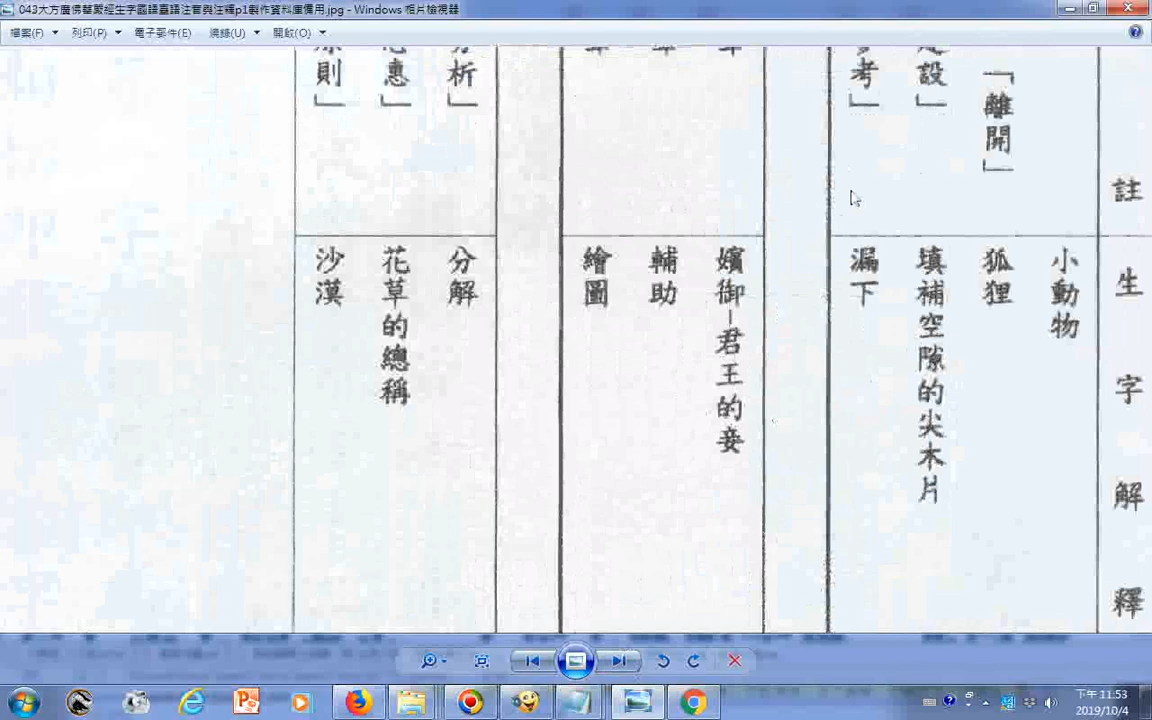 043大方廣佛華嚴經生字國語臺語注音與注釋p1製作資料庫備用.jpg - Windows 相片檢視器
檔案(F) 列印(P) 電子郵件(E) 燒錄(U) 開啟(O)
註
生字解釋
小動物
「離開」
狐狸
設」
填補空隙的尖木片
考」
漏下
嬪御—君王的妾
輔助
繪圖
析」
分解
惠」
花草的總稱
則」
沙漠
下午 11:53
2019/10/4